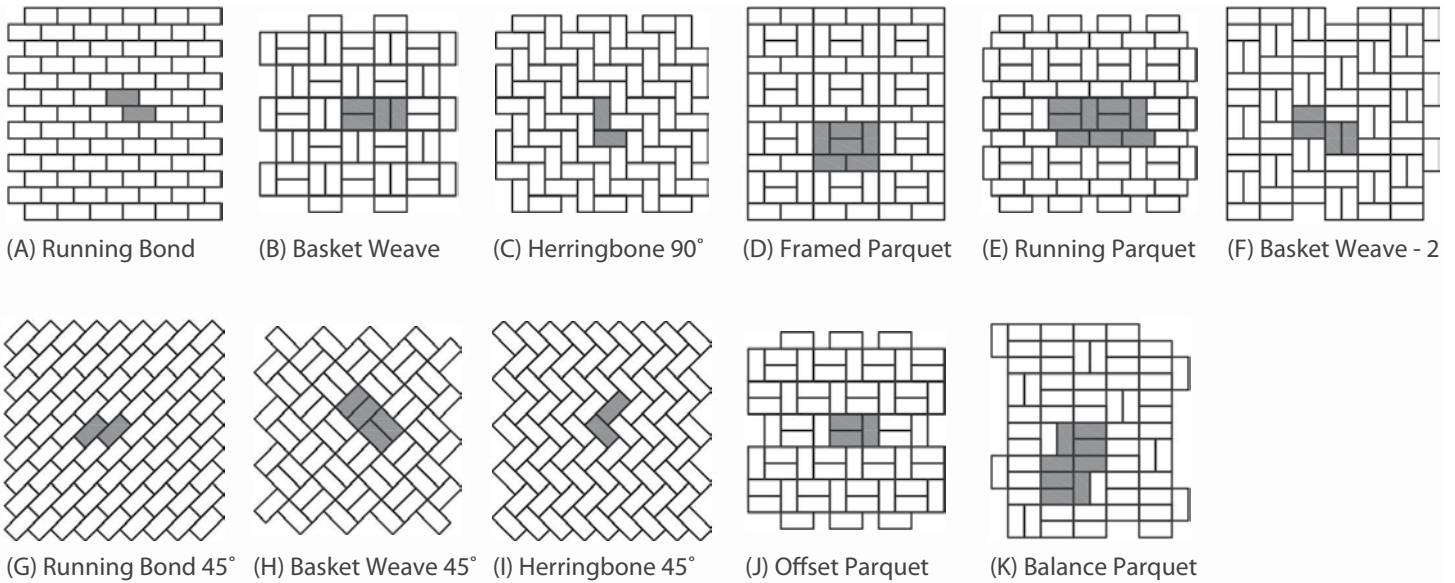 (A) Running Bond
(B) Basket Weave
(C) Herringbone 90˚
(D) Framed Parquet
(E) Running Parquet
(F) Basket Weave - 2
(G) Running Bond 45˚
(H) Basket Weave 45˚
(I) Herringbone 45˚
(J) Offset Parquet
(K) Balance Parquet